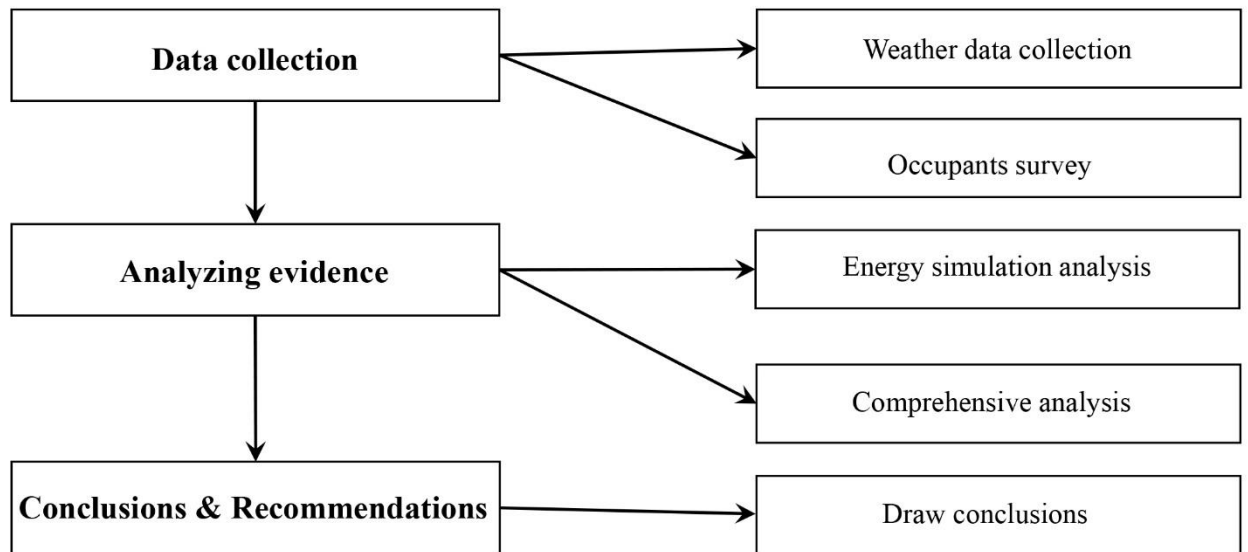 Data collection
Weather data collection
Occupants survey
Analyzing evidence
Energy simulation analysis
Comprehensive analysis
Conclusions & Recommendations
Draw conclusions